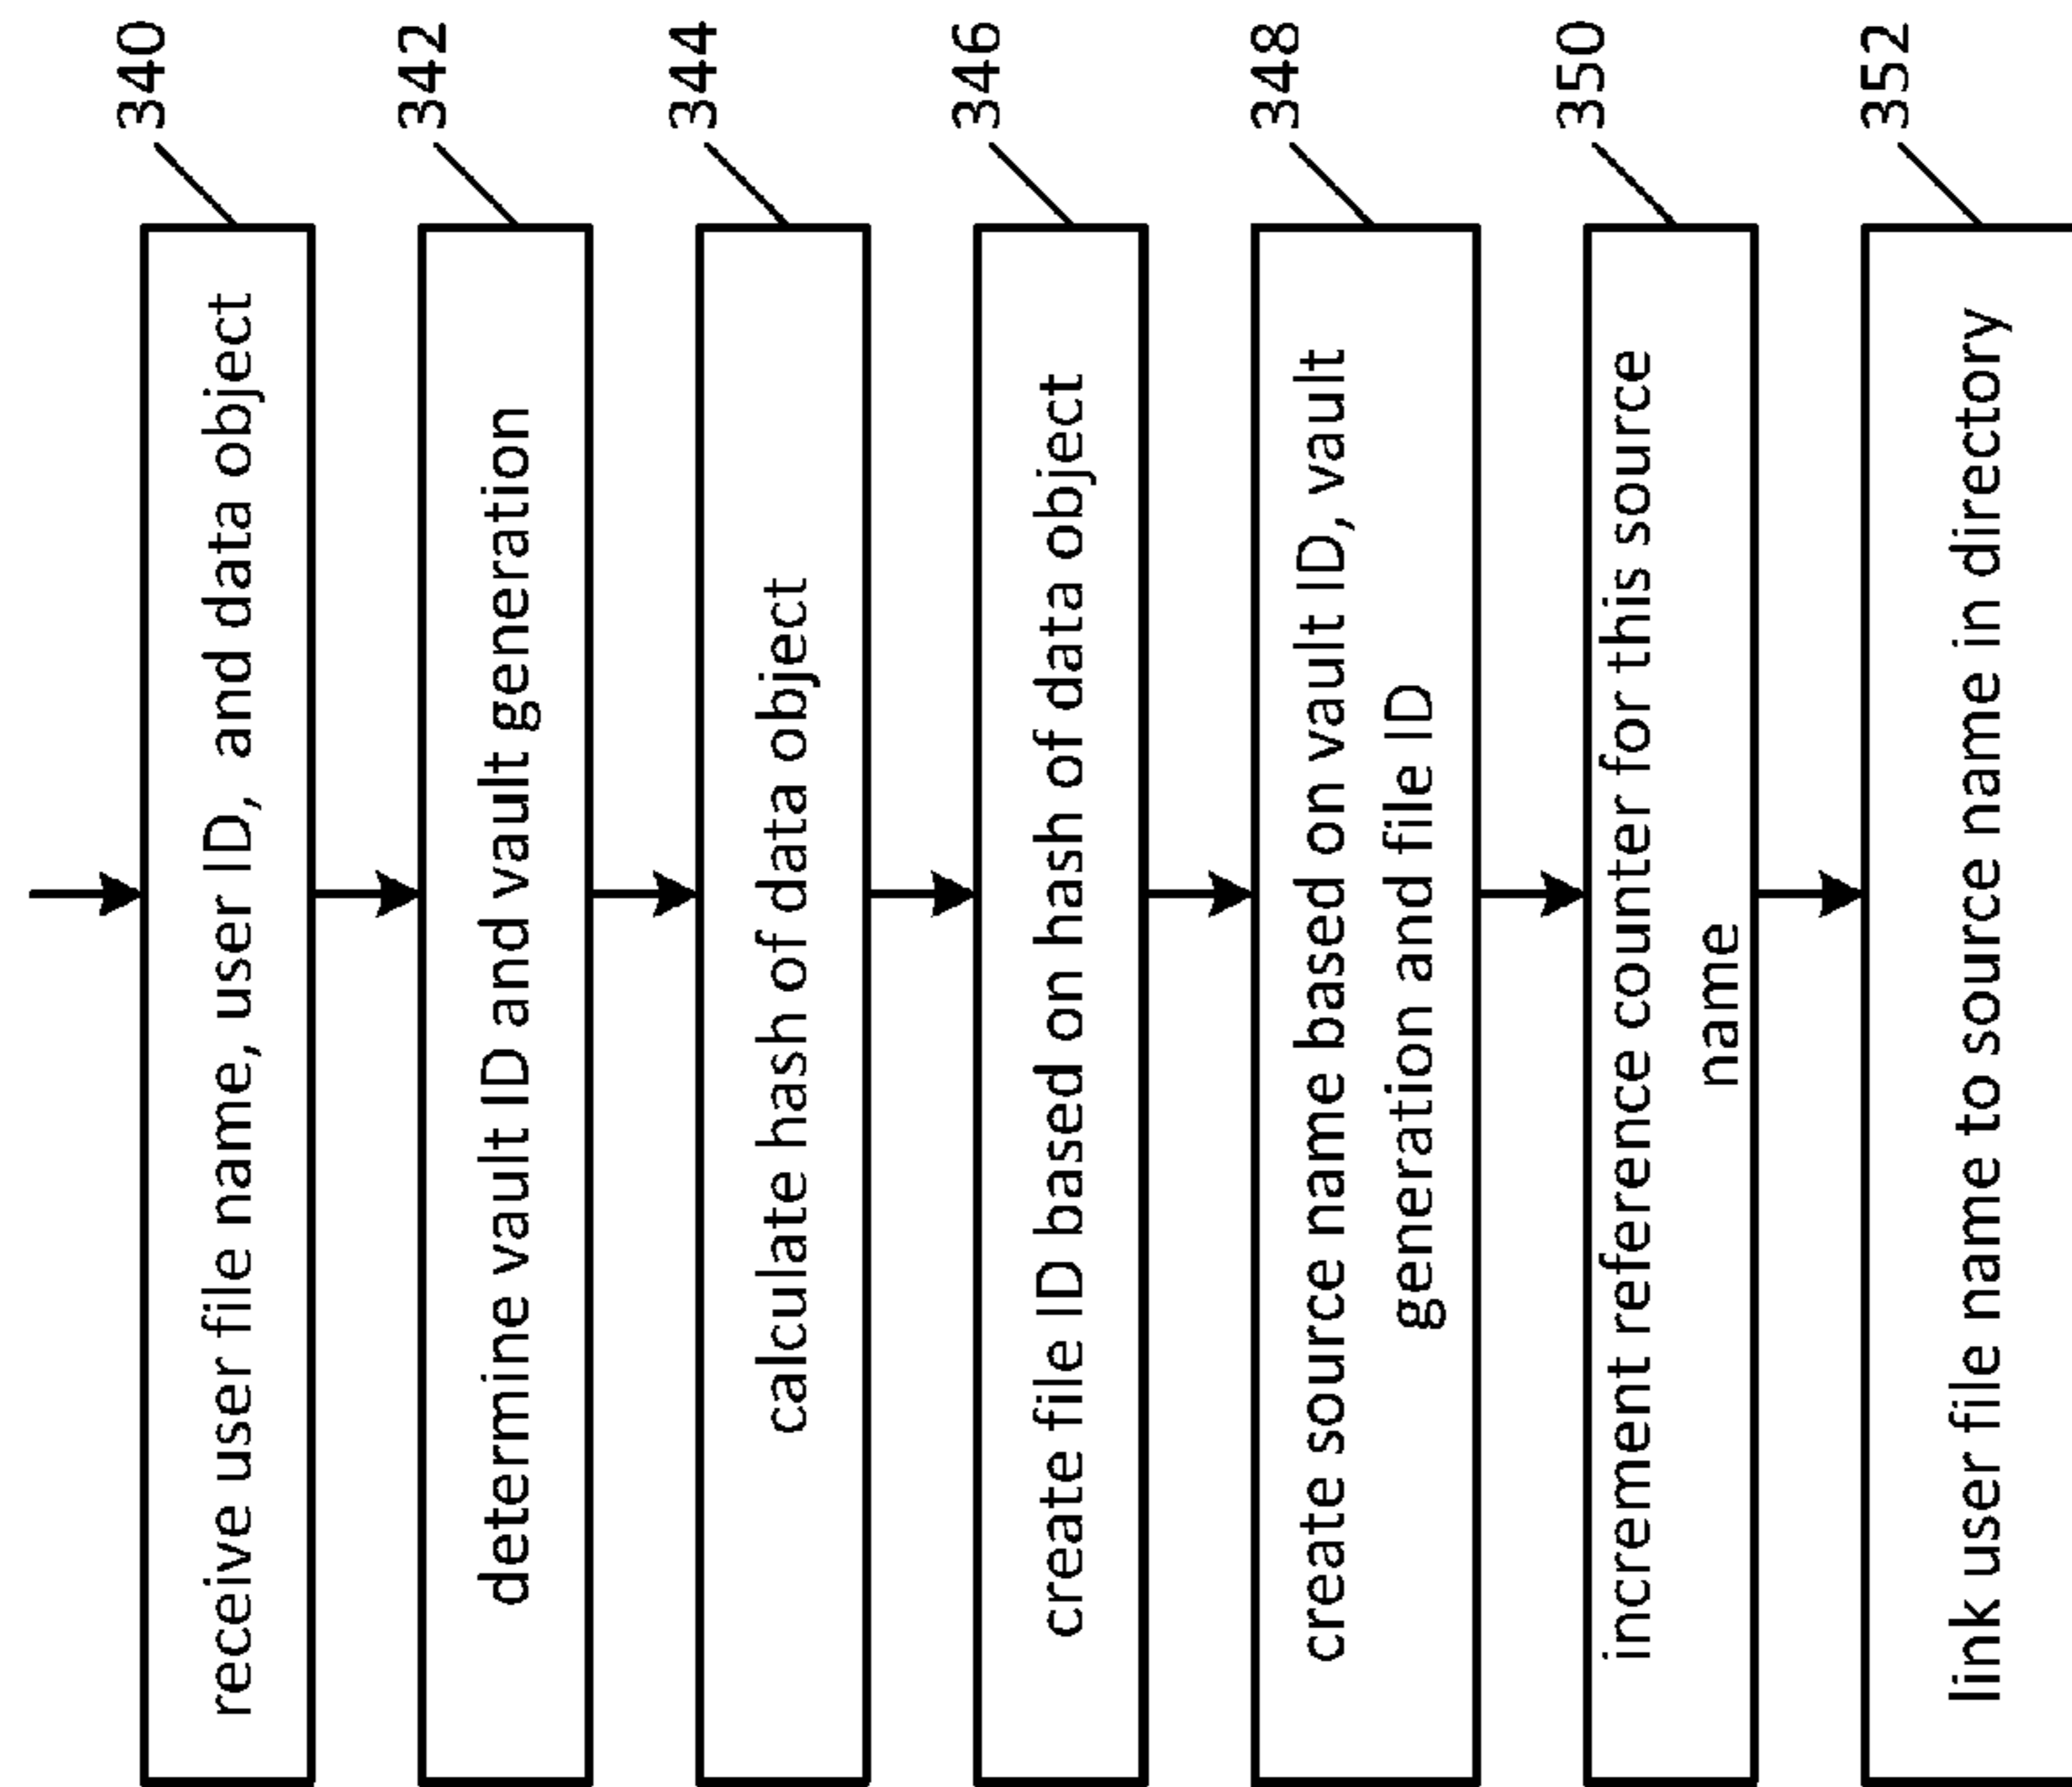 340
receive user file name, user ID, and data object
342
determine vault ID and vault generation
344
calculate hash of data object
346
create file ID based on hash of data object
348
create source name based on vault ID, vault
generation and file ID
350
increment reference counter for this source
name
352
link user file name to source name in directory